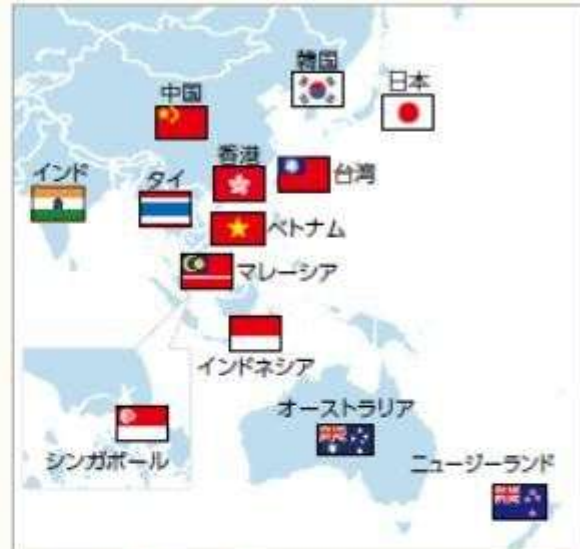 韓国
日本
中国
香港
台湾
インド
タイ
ベトナム
マレーシア
インドネシア
オーストラリア
シンガポール
ニュージーランド